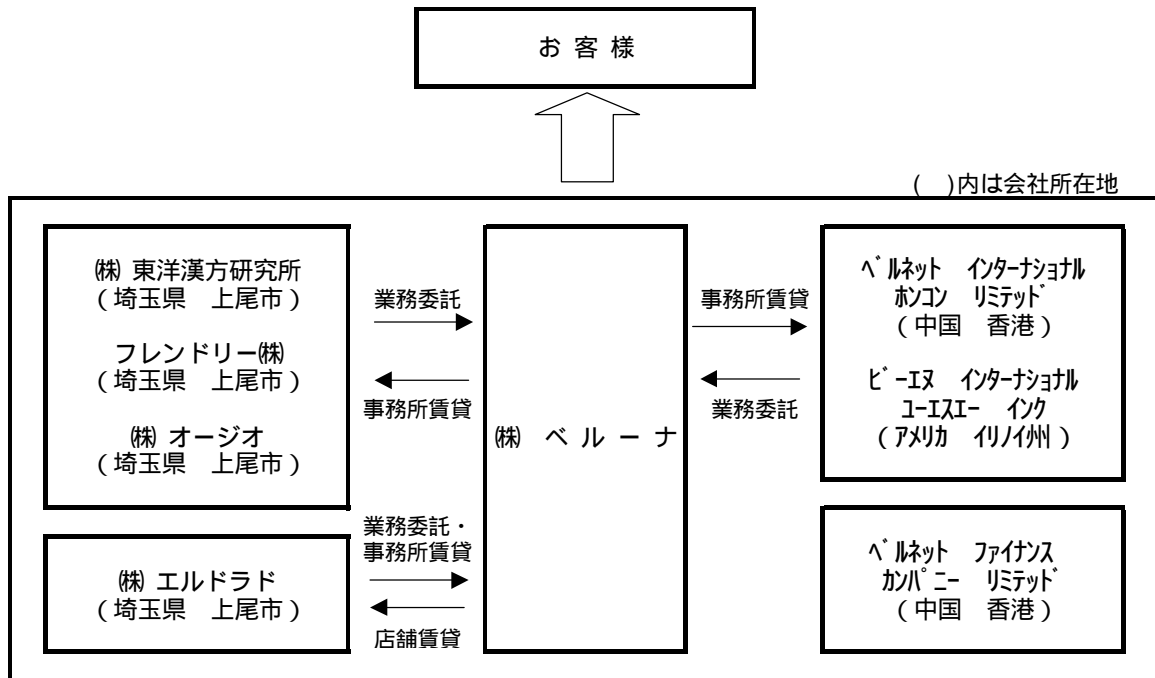 お 客 様
( )内は会社所在地
㈱ 東洋漢方研究所
( 埼玉県 上尾市 )
フレンドリー㈱
( 埼玉県 上尾市 )
㈱ オージオ
( 埼玉県 上尾市 )
業務委託
事務所賃貸
㈱ エルドラド
( 埼玉県 上尾市 )
業務委託・
事務所賃貸
店舗賃貸
㈱ ベ ル ー ナ
事務所賃貸
業務委託
ﾍﾞﾙﾈｯﾄ ｲﾝﾀｰﾅｼｮﾅﾙ
ﾎﾝｺﾝ ﾘﾐﾃｯﾄﾞ
( 中国 香港 )
ﾋﾞｰｴﾇ ｲﾝﾀｰﾅｼｮﾅﾙ
ﾕｰｴｽｴｰ ｲﾝｸ
( ｱﾒﾘｶ ｲﾘﾉｲ州 )
ﾍﾞﾙﾈｯﾄ ﾌｧｲﾅﾝｽ
ｶﾝﾊﾟﾆｰ ﾘﾐﾃｯﾄﾞ
( 中国 香港 )